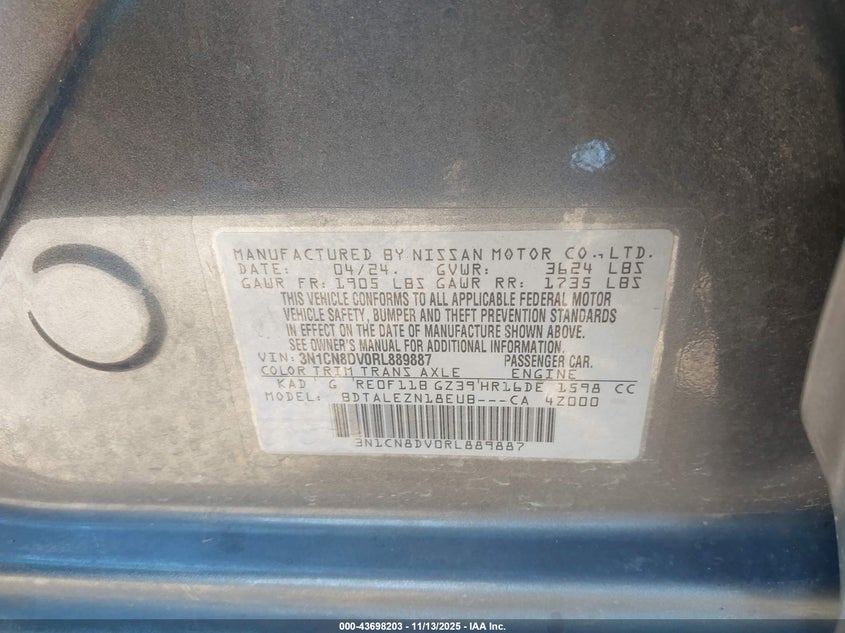 MANUFACTURED BY NISSAN MOTOR CO., LTD.
DATE: 04/24. GVWR: 3624 LBS
GAWR FR: 1905 LBS GAWR RR: 1735 LBS
THIS VEHICLE CONFORMS TO ALL APPLICABLE FEDERAL MOTOR
VEHICLE SAFETY, BUMPER AND THEFT PREVENTION STANDARDS
IN EFFECT ON THE DATE OF MANUFACTURE SHOWN ABOVE.
SEE OWNER'S MANUAL FOR ADDITIONAL INFORMATION.
VIN: 3N1CN8DV0RL889887 PASSENGER CAR.
COLOR TRIM TRANS AXLE ENGINE
KAD G RE0F11B GZ39 HR16DE 1598 CC
MODEL: BDTALEZN18EUB---CA 4Z000
3N1CN8DV0RL889887
000-43698203 - 11/13/2025 - IAA Inc.